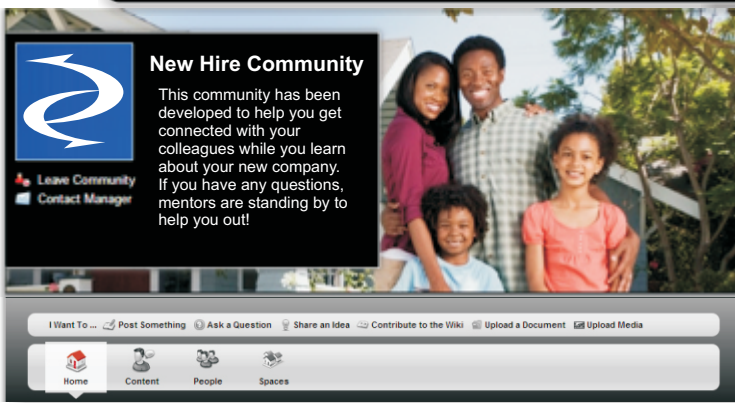 New Hire Community
This community has been
developed to help you get
connected with your
colleagues while you learn
about your new company.
If you have any questions,
mentors are standing by to
help you out!
Leave Community
Contact Manager
I Want To ... Post Something Ask a Question Share an Idea Contribute to the Wiki Upload a Document Upload Media
Home Content People Spaces